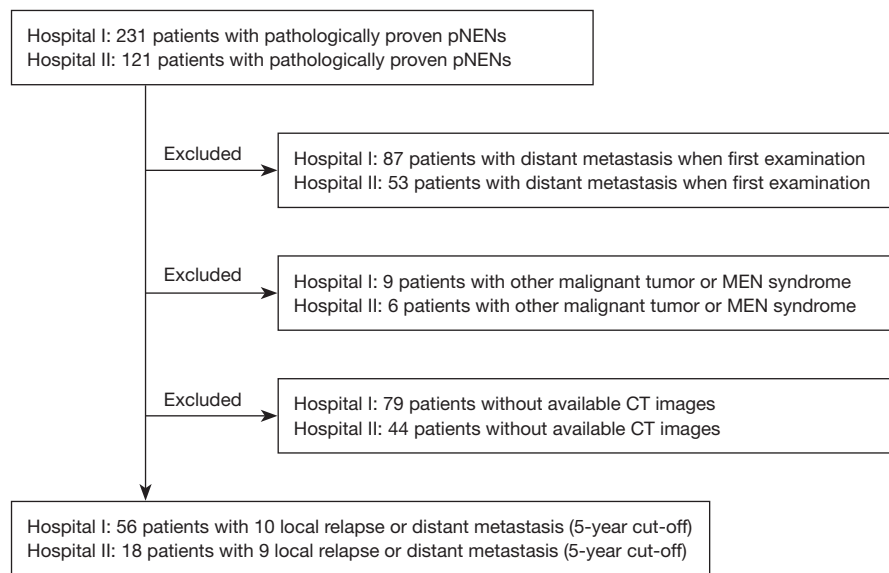 Hospital I: 231 patients with pathologically proven pNENs
Hospital II: 121 patients with pathologically proven pNENs
Excluded
Hospital I: 87 patients with distant metastasis when first examination
Hospital II: 53 patients with distant metastasis when first examination
Excluded
Hospital I: 9 patients with other malignant tumor or MEN syndrome
Hospital II: 6 patients with other malignant tumor or MEN syndrome
Excluded
Hospital I: 79 patients without available CT images
Hospital II: 44 patients without available CT images
Hospital I: 56 patients with 10 local relapse or distant metastasis (5-year cut-off)
Hospital II: 18 patients with 9 local relapse or distant metastasis (5-year cut-off)